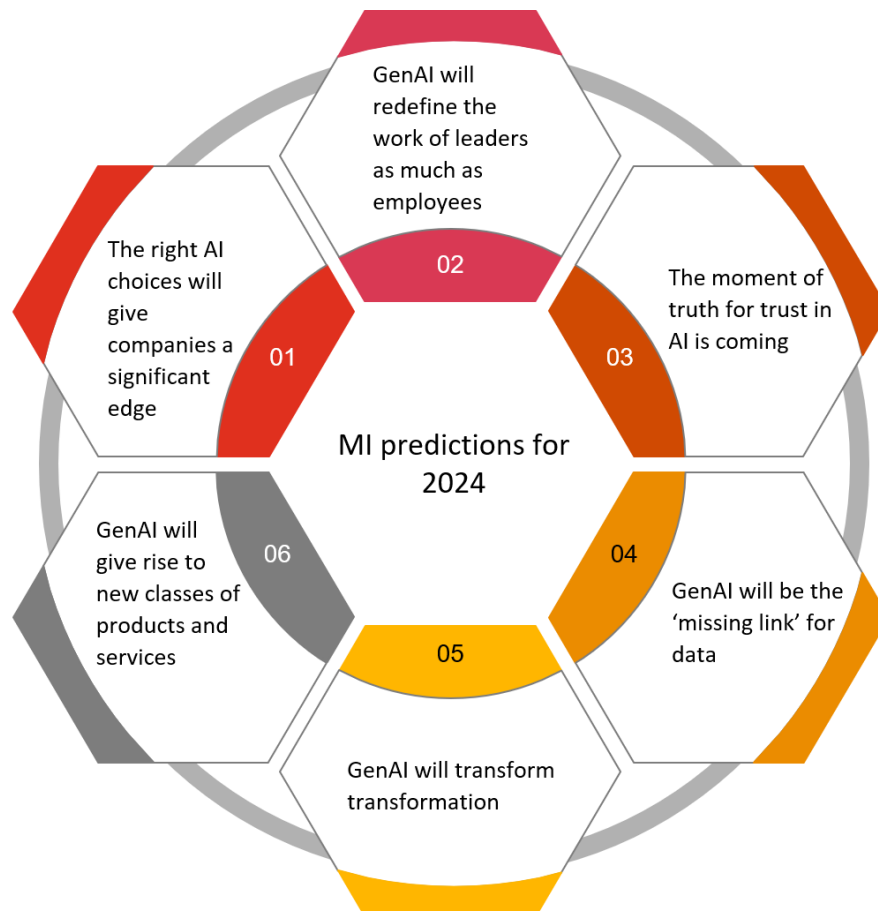 MI predictions for
2024
01
The right AI
choices will
give
companies a
significant
edge
02
GenAI will
redefine the
work of leaders
as much as
employees
03
The moment of
truth for trust in
AI is coming
04
GenAI will be the
‘missing link’ for
data
05
GenAI will transform
transformation
06
GenAI will
give rise to
new classes of
products and
services